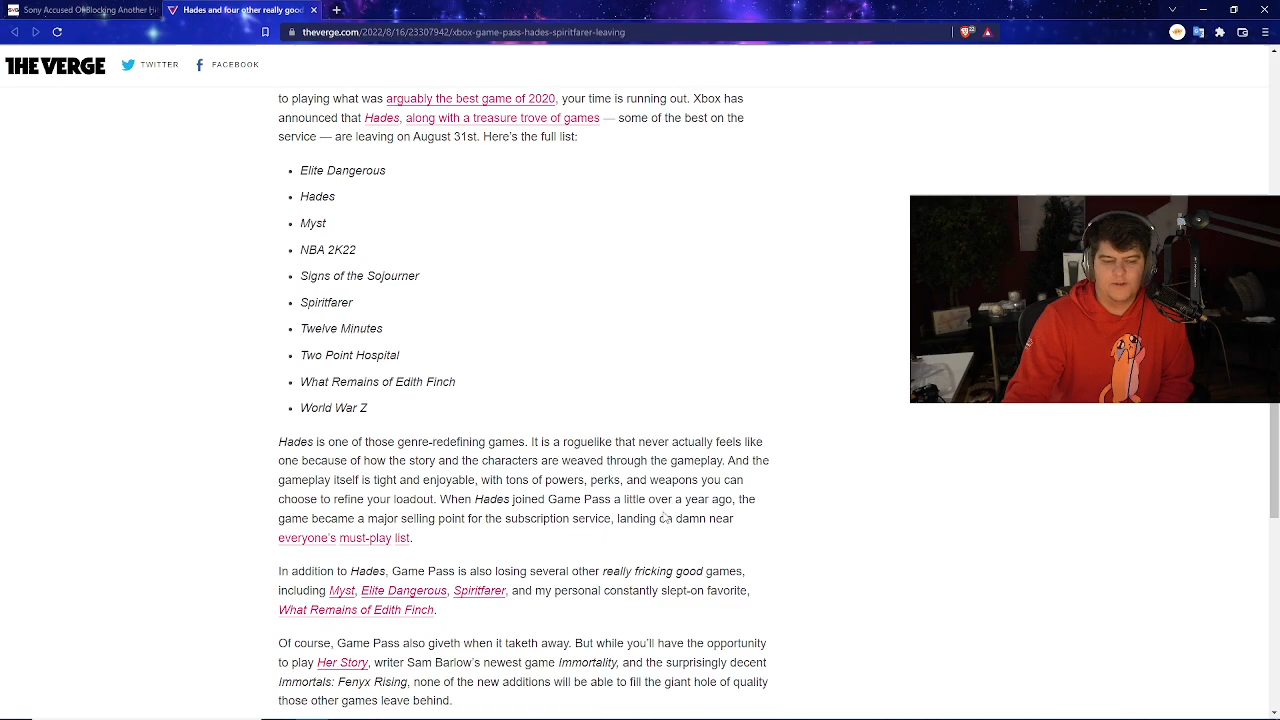 Sony Accused Of Blocking Another
Hades and four other really good
theverge.com/2022/8/16/23307942/xbox-game-pass-hades-spiritfarer-leaving
THE VERGE TWITTER FACEBOOK
to playing what was arguably the best game of 2020, your time is running out. Xbox has
announced that Hades, along with a treasure trove of games — some of the best on the
service — are leaving on August 31st. Here's the full list:
• Elite Dangerous
• Hades
• Myst
• NBA 2K22
• Signs of the Sojourner
• Spiritfarer
• Twelve Minutes
• Two Point Hospital
• What Remains of Edith Finch
• World War Z
Hades is one of those genre-redefining games. It is a roguelike that never actually feels like
one because of how the story and the characters are weaved through the gameplay. And the
gameplay itself is tight and enjoyable, with tons of powers, perks, and weapons you can
choose to refine your loadout. When Hades joined Game Pass a little over a year ago, the
game became a major selling point for the subscription service, landing on damn near
everyone's must-play list.
In addition to Hades, Game Pass is also losing several other really fricking good games,
including Myst, Elite Dangerous, Spiritfarer, and my personal constantly slept-on favorite,
What Remains of Edith Finch.
Of course, Game Pass also giveth when it taketh away. But while you'll have the opportunity
to play Her Story, writer Sam Barlow's newest game Immortality, and the surprisingly decent
Immortals: Fenyx Rising, none of the new additions will be able to fill the giant hole of quality
those other games leave behind.